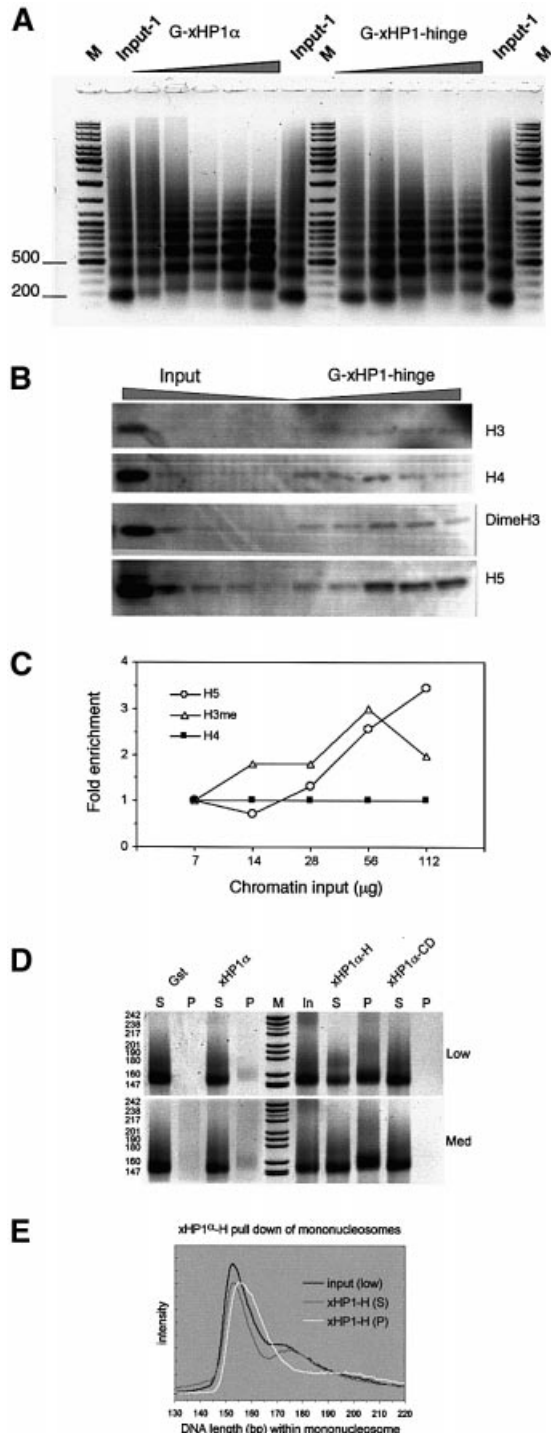 A
M Input-1 G-xHP1α Input-1 M G-xHP1-hinge Input-1 M
500
200
B
Input G-xHP1-hinge
H3
H4
DimeH3
H5
C
4
3
2
1
0
Fold enrichment
H5
H3me
H4
7 14 28 56 112
Chromatin input (μg)
D
Gst xHP1α xHP1α-H xHP1α-CD
S P S P M In S P S P
242
238
217
201
190
180
160
147
Low
242
238
217
201
190
180
160
147
Med
E
xHP1α-H pull down of mononucleosomes
intensity
input (low)
xHP1-H (S)
xHP1-H (P)
130 140 150 160 170 180 190 200 210 220
DNA length (bp) within mononucleosome